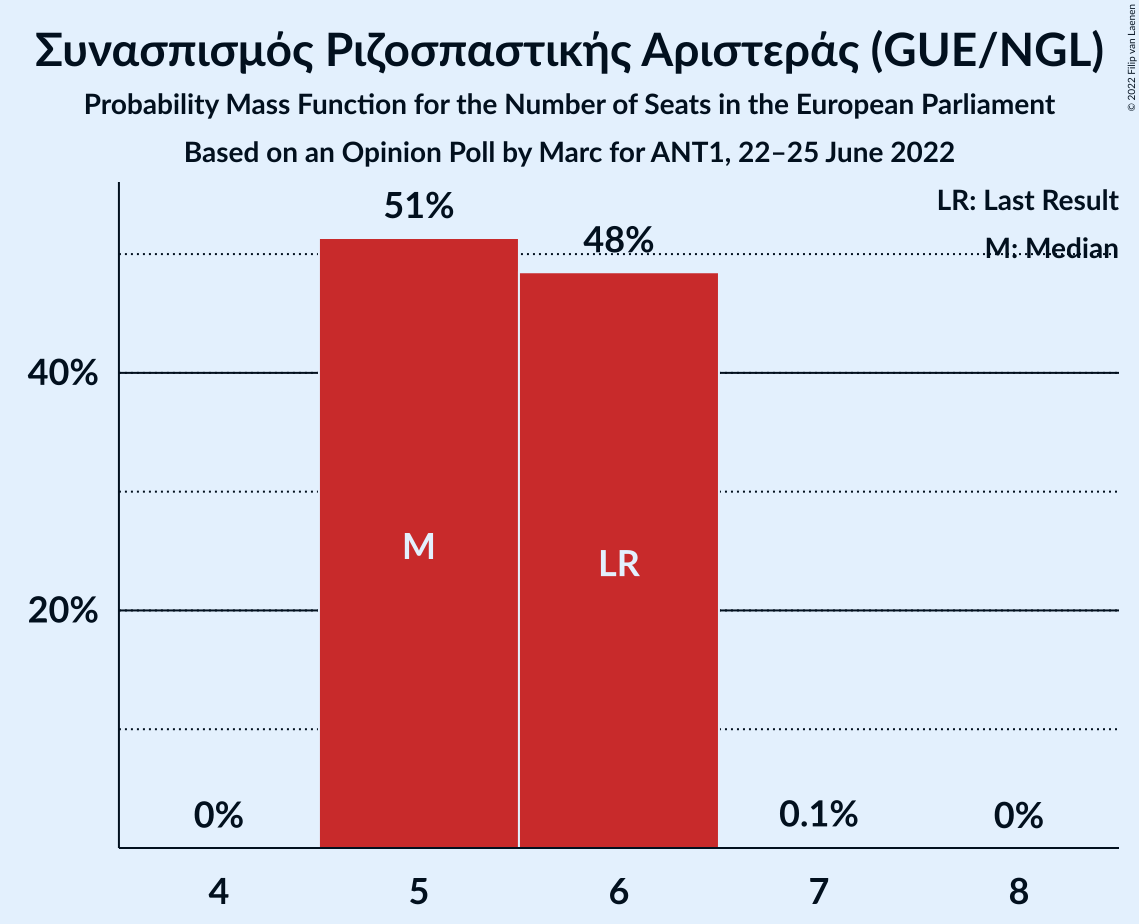 Συνασπισμός Ριζοσπαστικής Αριστεράς (GUE/NGL)
Probability Mass Function for the Number of Seats in the European Parliament
Based on an Opinion Poll by Marc for ANT1, 22–25 June 2022
© 2022 Filip van Laenen
LR: Last Result
M: Median
51%
48%
40%
M
LR
20%
0%
0.1%
0%
4
5
6
7
8